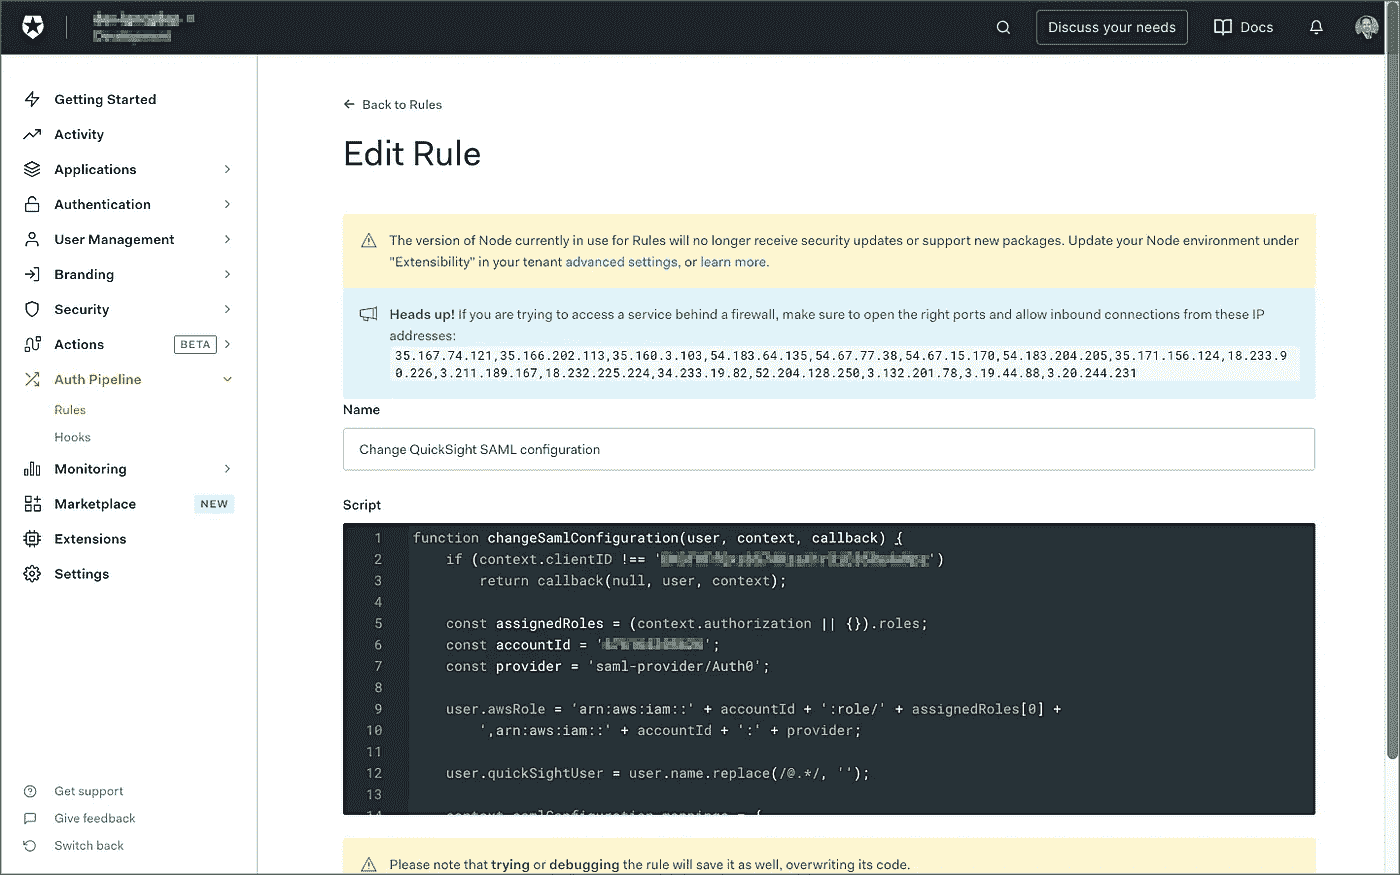 Discuss your needs
Docs
Getting Started
Activity
Applications
Authentication
User Management
Branding
Security
Actions BETA
Auth Pipeline
Rules
Hooks
Monitoring
Marketplace NEW
Extensions
Settings
Get support
Give feedback
Switch back
← Back to Rules
Edit Rule
The version of Node currently in use for Rules will no longer receive security updates or support new packages. Update your Node environment under
"Extensibility" in your tenant advanced settings, or learn more.
Heads up! If you are trying to access a service behind a firewall, make sure to open the right ports and allow inbound connections from these IP
addresses:
35.167.74.121,35.166.202.113,35.160.3.103,54.183.64.135,54.67.77.38,54.67.15.170,54.183.204.205,35.171.156.124,18.233.9
0.226,3.211.189.167,18.232.225.224,34.233.19.82,52.204.128.250,3.132.201.78,3.19.44.88,3.20.244.231
Name
Change QuickSight SAML configuration
Script
1 function changeSamlConfiguration(user, context, callback) {
2 if (context.clientID !== '')
3 return callback(null, user, context);
4
5 const assignedRoles = (context.authorization || {}).roles;
6 const accountId = '';
7 const provider = 'saml-provider/Auth0';
8
9 user.awsRole = 'arn:aws:iam::' + accountId + ':role/' + assignedRoles[0] +
10 ',arn:aws:iam::' + accountId + ':' + provider;
11
12 user.quickSightUser = user.name.replace(/@.*/, '');
13
14 context.samlConfiguration.mappings = {
Please note that trying or debugging the rule will save it as well, overwriting its code.